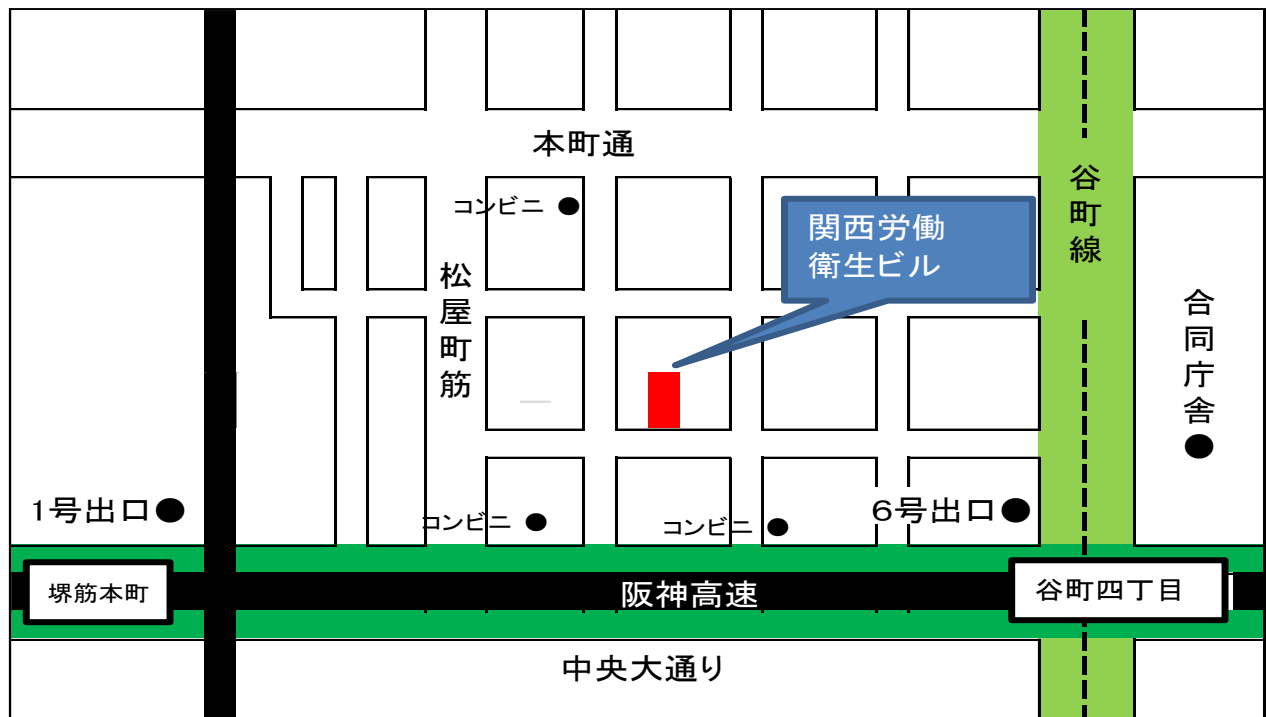 本町通
谷町線
コンビニ
関西労働
衛生ビル
松屋町筋
合同庁舎
1号出口
コンビニ
コンビニ
6号出口
堺筋本町
阪神高速
谷町四丁目
中央大通り